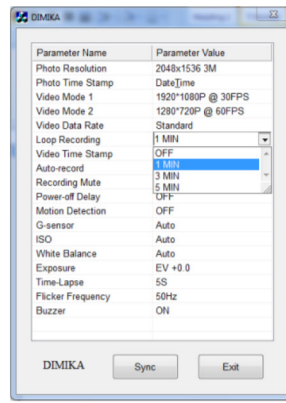 DIMIKA
Parameter Name Parameter Value
Photo Resolution 2048x1536 3M
Photo Time Stamp DateTime
Video Mode 1 1920*1080P @ 30FPS
Video Mode 2 1280*720P @ 60FPS
Video Data Rate Standard
Loop Recording 1 MIN
Video Time Stamp OFF
Auto-record 1 MIN
Recording Mute 3 MIN
5 MIN
Power-off Delay OFF
Motion Detection OFF
G-sensor Auto
ISO Auto
White Balance Auto
Exposure EV +0.0
Time-Lapse 5S
Flicker Frequency 50Hz
Buzzer ON
DIMIKA Sync Exit